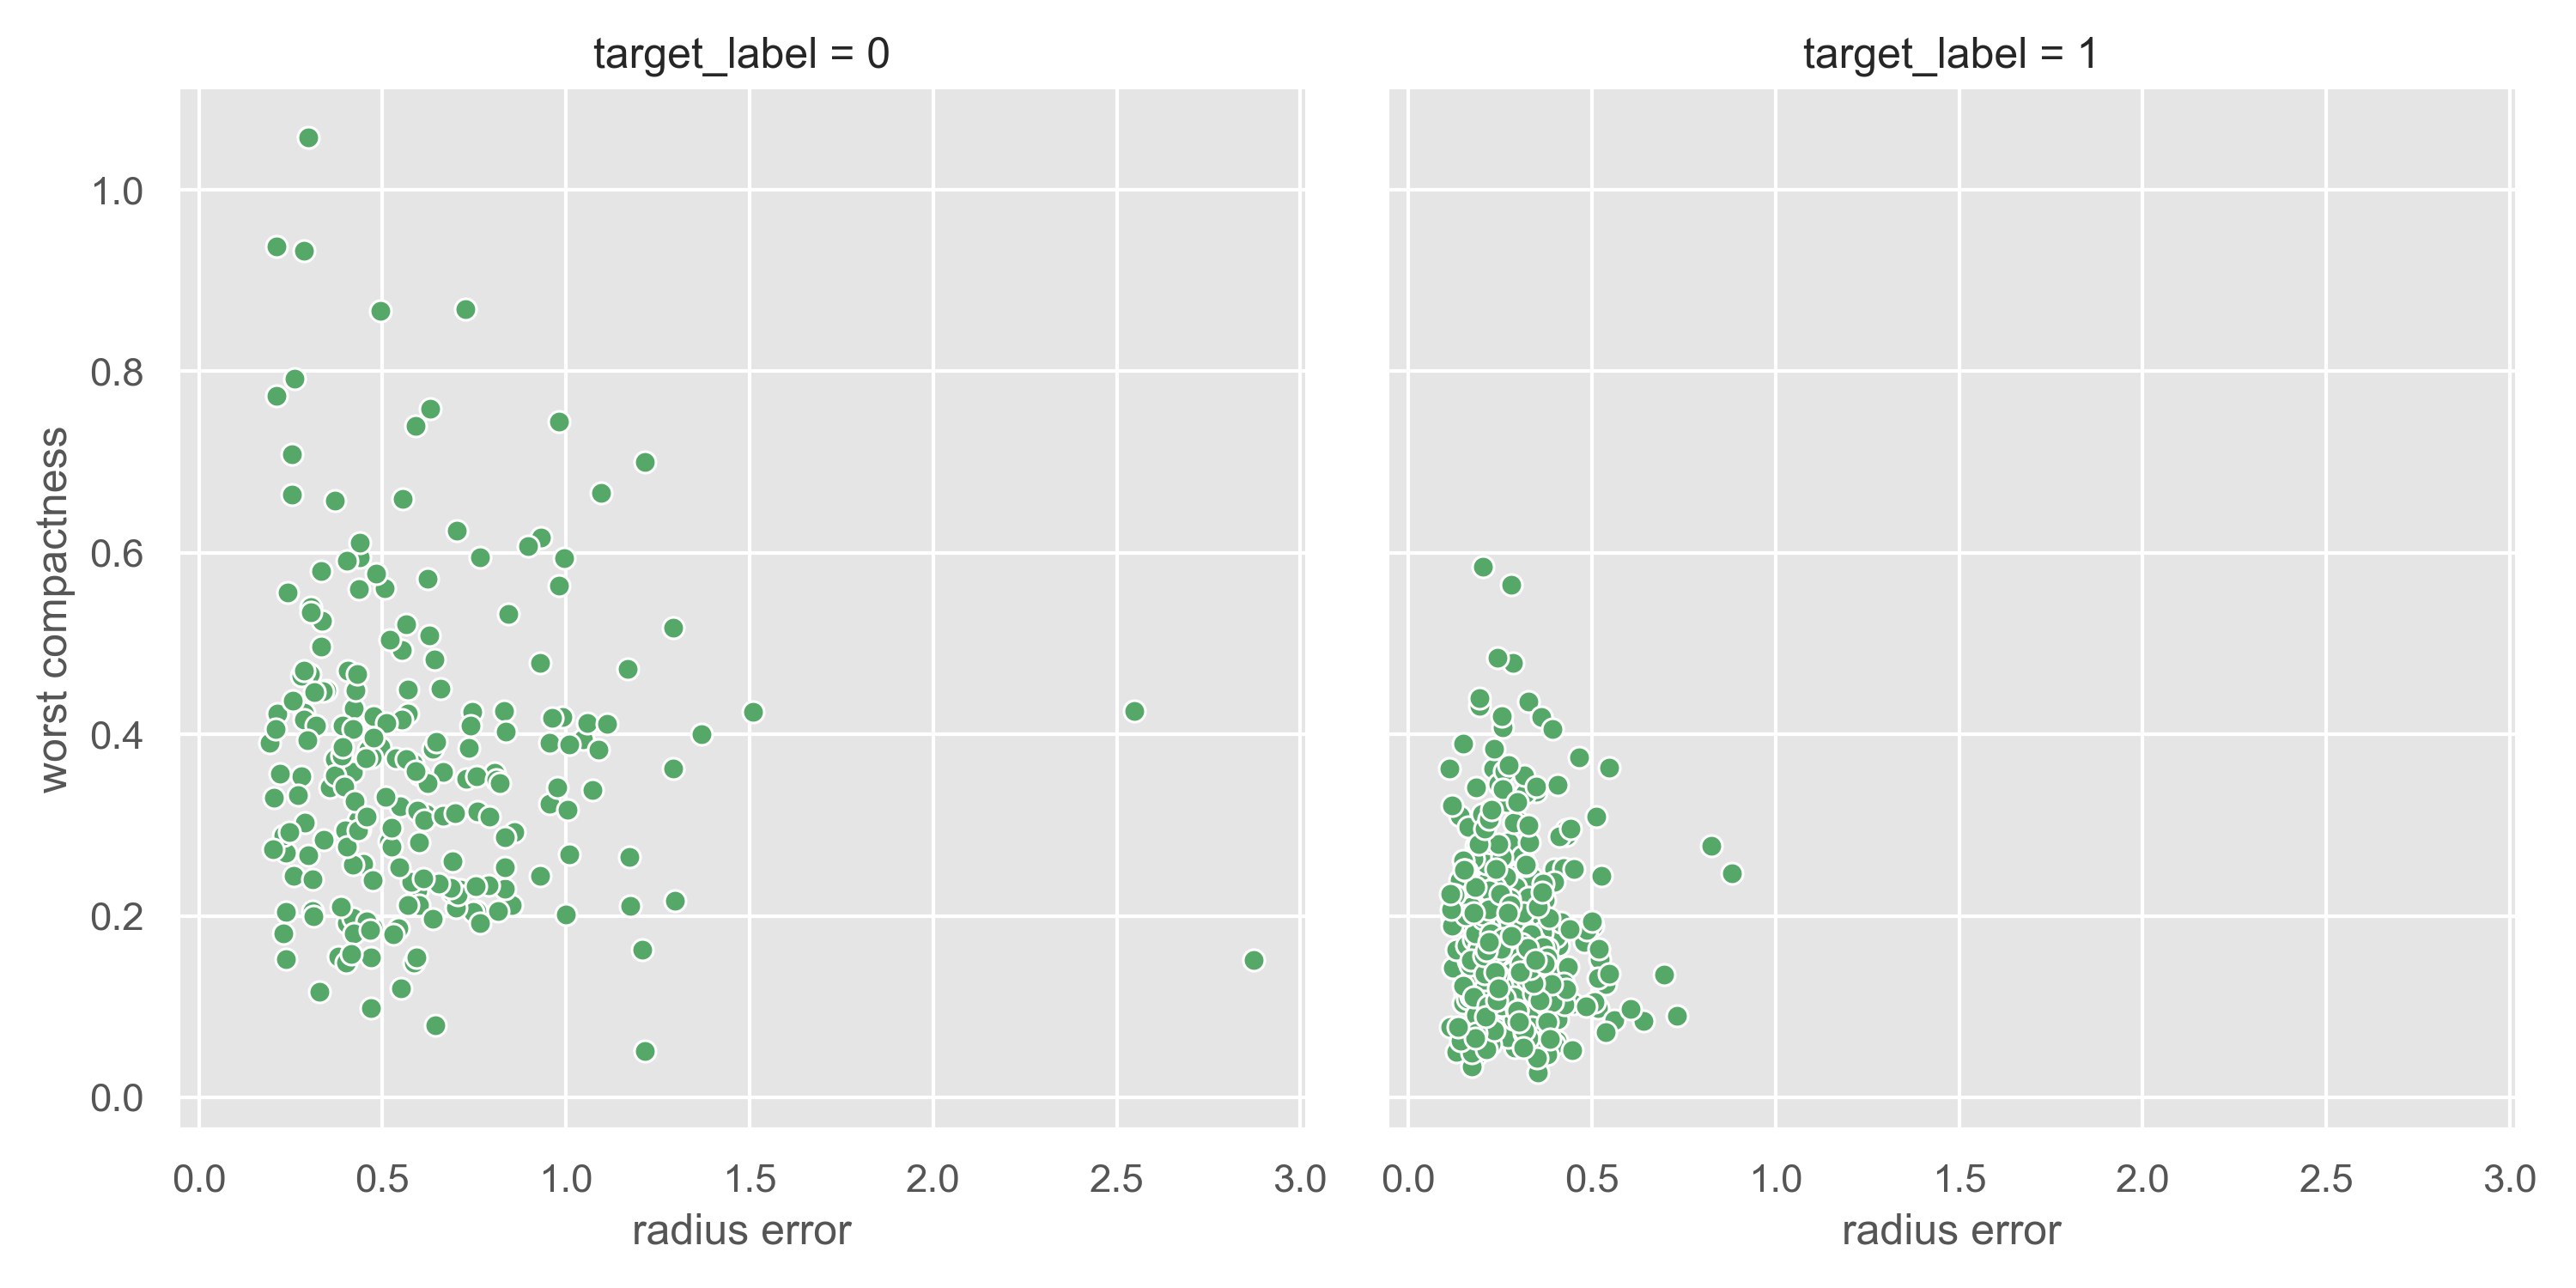 target_label = 0
target_label = 1
1.0
0.8
0.6
0.4
0.2
0.0
worst compactness
0.0 0.5 1.0 1.5 2.0 2.5 3.0
0.0 0.5 1.0 1.5 2.0 2.5 3.0
radius error
radius error